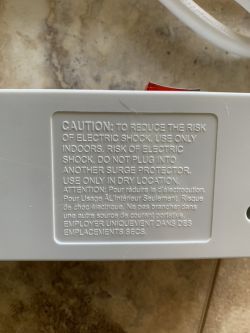 CAUTION: TO REDUCE THE RISK
OF ELECTRIC SHOCK, USE ONLY
INDOORS. RISK OF ELECTRIC
SHOCK, DO NOT PLUG INTO
ANOTHER SURGE PROTECTOR.
USE ONLY IN DRY LOCATION.
ATTENTION: Pour réduire le d'électrocution,
Pour Usage ÀL'intérieur Seulement. Risque
de choc électrique. Ne pas brancher dans
une autre source de courant portative,
EMPLOYER UNIQUEMENT DANS DES
EMPLACEMENTS SECS.